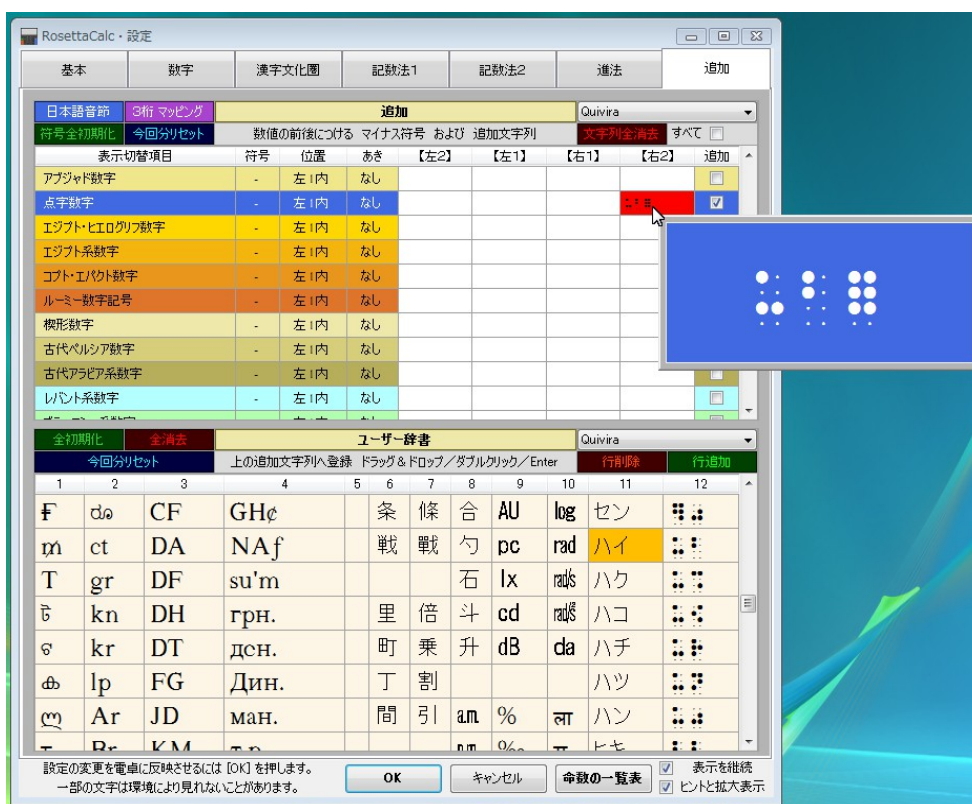 RosettaCalc・設定
基本 数字 漢字文化圏 記数法1 記数法2 進法 追加
日本語音節 3桁 マッピング 追加 Quivira
符号全初期化 今回分リセット 数値の前後につける マイナス符号 および 追加文字列 文字列全消去 すべて
表示切替項目 符号 位置 あき 【左2】 【左1】 【右1】 【右2】 追加
アブジャド数字 - 左1内 なし
点字数字 - 左1内 なし
エジプト・ヒエログリフ数字 - 左1内 なし
エジプト系数字 - 左1内 なし
コプト・エパクト数字 - 左1内 なし
ルーミー数字記号 - 左1内 なし
楔形数字 - 左1内 なし
古代ペルシア数字 - 左1内 なし
古代アラビア系数字 - 左1内 なし
レバント系数字 - 左1内 なし
全初期化 全消去 ユーザー辞書 Quivira
今回分リセット 上の追加文字列へ登録 ドラッグ&ドロップ/ダブルクリック/Enter 行削除 行追加
1 2 3 4 5 6 7 8 9 10 11 12
₣ CF GH¢ 条 條 合 AU log セン
₥ ct DA NAƒ 戦 戰 勺 pc rad ハイ
T gr DF su'm 石 lx rad/s ハク
kn DH грн. 里 倍 斗 cd rad/s² ハコ
kr DT ден. 町 乗 升 dB da ハチ
lp FG Дин. 丁 割 ハツ
Ar JD ман. 間 引 a.m. % ला ハン
設定の変更を電卓に反映させるには [OK] を押します。
一部の文字は環境により見れないことがあります。
OK キャンセル 命数の一覧表
表示を継続
ヒントと拡大表示